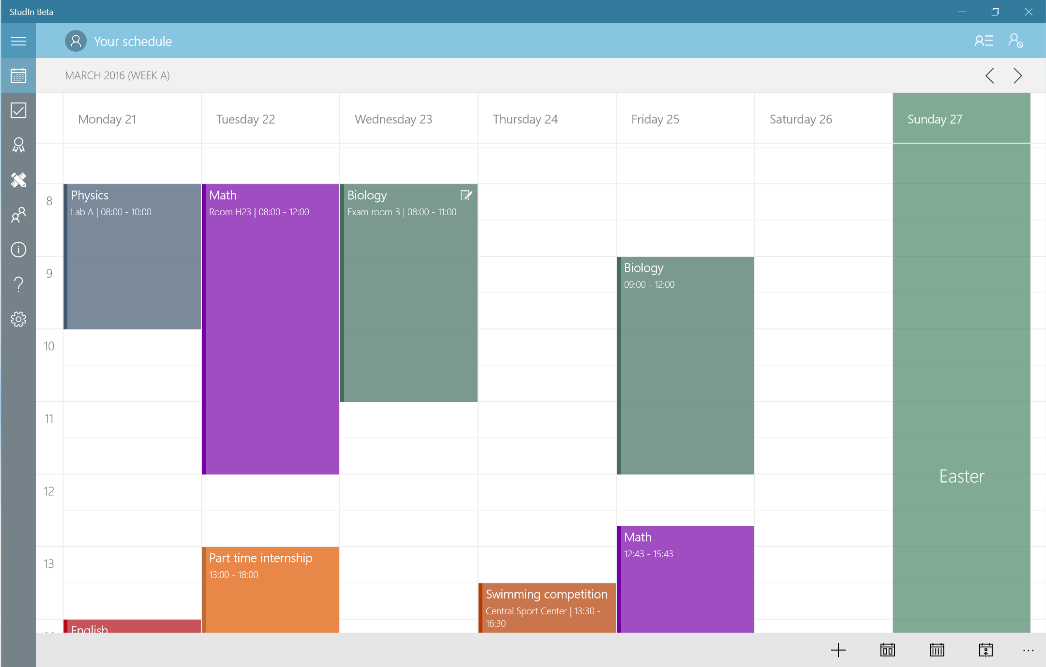 StudIn Beta
Your schedule
MARCH 2016 (WEEK A)
Monday 21
Tuesday 22
Wednesday 23
Thursday 24
Friday 25
Saturday 26
Sunday 27
8
9
10
11
12
13
Physics
Lab A | 08:00 - 10:00
Math
Room H23 | 08:00 - 12:00
Biology
Exam room B | 08:00 - 11:00
Biology
09:00 - 12:00
Easter
Math
12:43 - 15:43
Part time internship
13:00 - 18:00
Swimming competition
Central Sport Center | 13:30 -
16:30
English